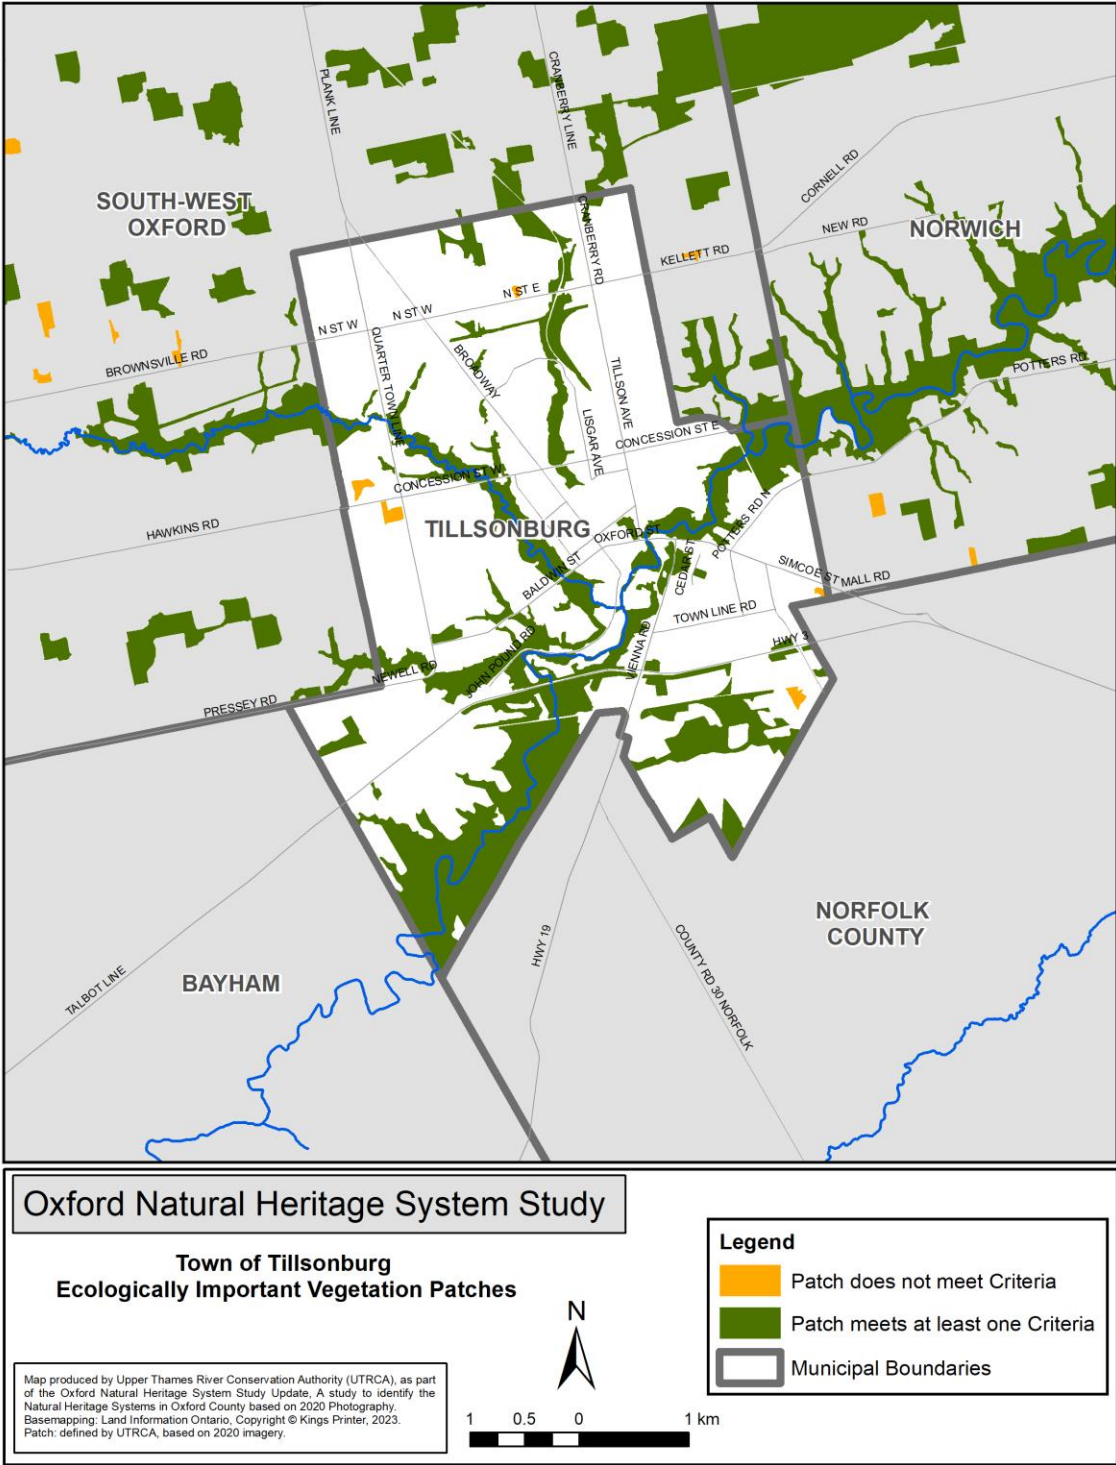 PLANK LINE
CRANBERRY LINE
CORNELL RD
SOUTH-WEST
OXFORD
CRANBERRY RD
NEW RD
NORWICH
KELLETT RD
N ST E
N ST W
N ST W
BROWNSVILLE RD
QUARTER TOWN LINE
BROADWAY
TILLSON AVE
POTTERS RD
LISGAR AVE
CONCESSION ST E
CONCESSION ST W
HAWKINS RD
TILLSONBURG
OXFORD ST
POTTERS RD N
CEDAR ST
BALDWIN ST
SIMCOE ST
MALL RD
TOWN LINE RD
HWY 3
VIENNA RD
JOHN POUND RD
NEWELL RD
PRESSEY RD
NORFOLK
COUNTY
HWY 19
COUNTY RD 30 NORFOLK
BAYHAM
TALBOT LINE
Oxford Natural Heritage System Study
Town of Tillsonburg
Ecologically Important Vegetation Patches
N
Map produced by Upper Thames River Conservation Authority (UTRCA), as part
of the Oxford Natural Heritage System Study Update, A study to identify the
Natural Heritage Systems in Oxford County based on 2020 Photography.
Basemapping: Land Information Ontario, Copyright © Kings Printer, 2023.
Patch: defined by UTRCA, based on 2020 imagery.
1 0.5 0 1 km
Legend
Patch does not meet Criteria
Patch meets at least one Criteria
Municipal Boundaries